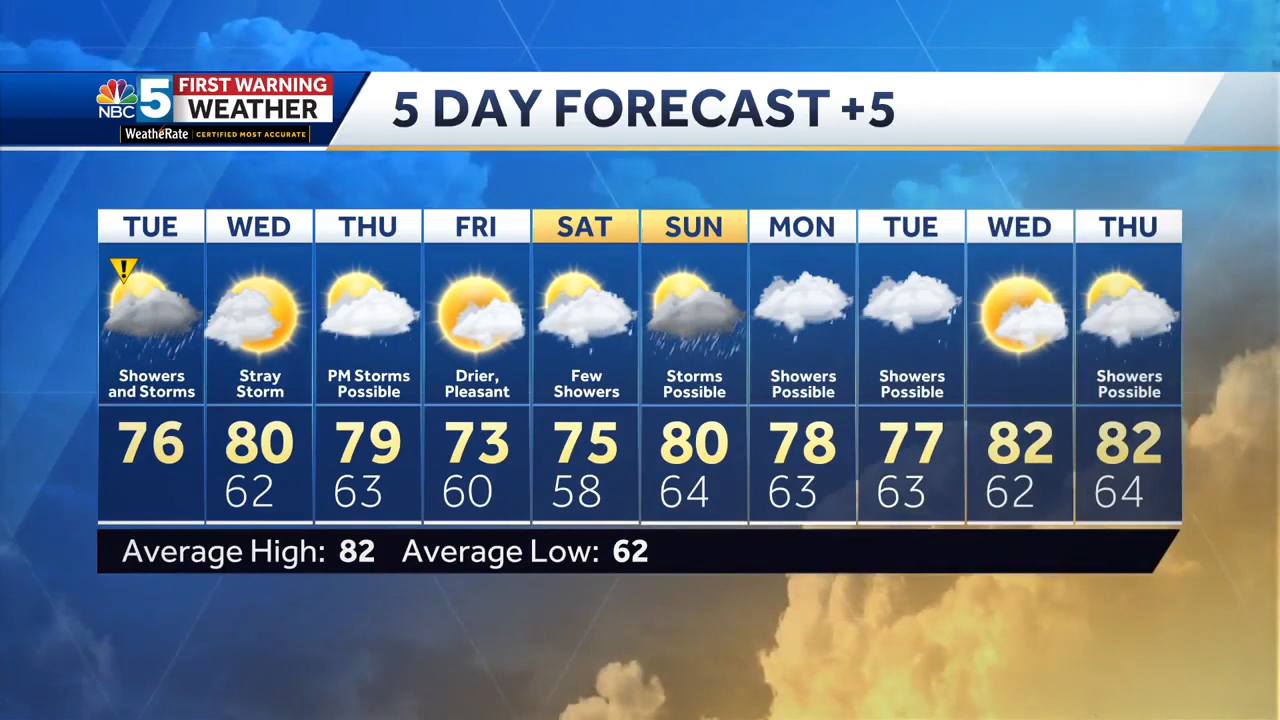 NBC 5 FIRST WARNING
WEATHER
WeatheRate CERTIFIED MOST ACCURATE
5 DAY FORECAST +5
TUE WED THU FRI SAT SUN MON TUE WED THU
!
Showers Stray PM Storms Drier, Few Storms Showers Showers Showers
and Storms Storm Possible Pleasant Showers Possible Possible Possible Possible
76 80 79 73 75 80 78 77 82 82
62 63 60 58 64 63 63 62 64
Average High: 82 Average Low: 62